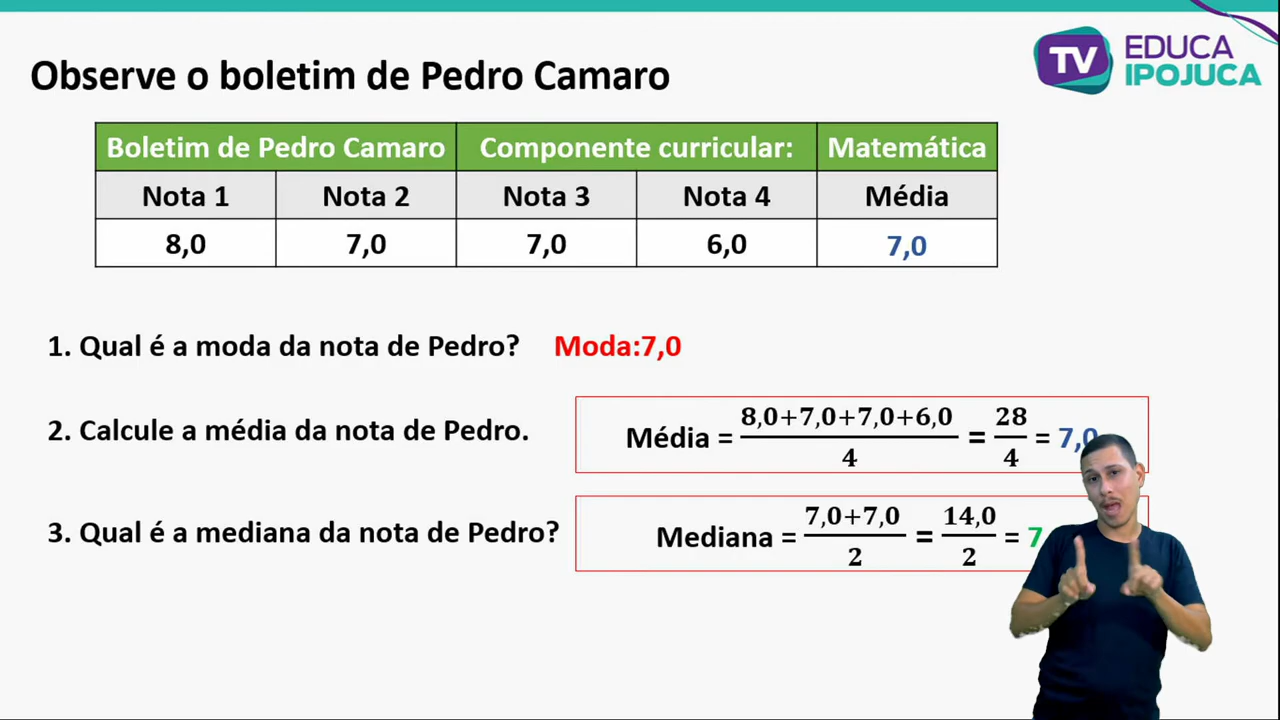 Observe o boletim de Pedro Camaro
TV EDUCA
IPOJUCA
Boletim de Pedro Camaro Componente curricular: Matemática
Nota 1 Nota 2 Nota 3 Nota 4 Média
8,0 7,0 7,0 6,0 7,0
1. Qual é a moda da nota de Pedro? Moda:7,0
2. Calcule a média da nota de Pedro.
Média = 8,0+7,0+7,0+6,0 / 4 = 28 / 4 = 7,0
3. Qual é a mediana da nota de Pedro?
Mediana = 7,0+7,0 / 2 = 14,0 / 2 = 7